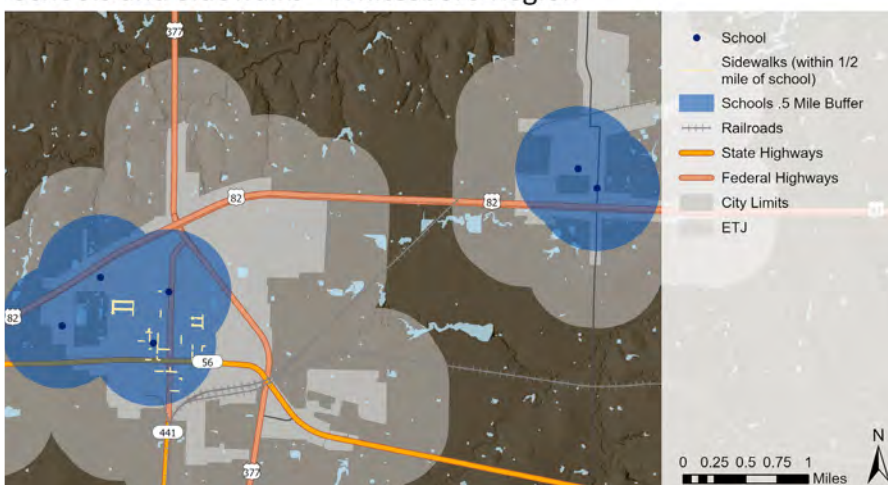 377
School
Sidewalks (within 1/2
mile of school)
Schools .5 Mile Buffer
Railroads
State Highways
Federal Highways
City Limits
ETJ
82
82
82
56
441
377
N
0 0.25 0.5 0.75 1
Miles